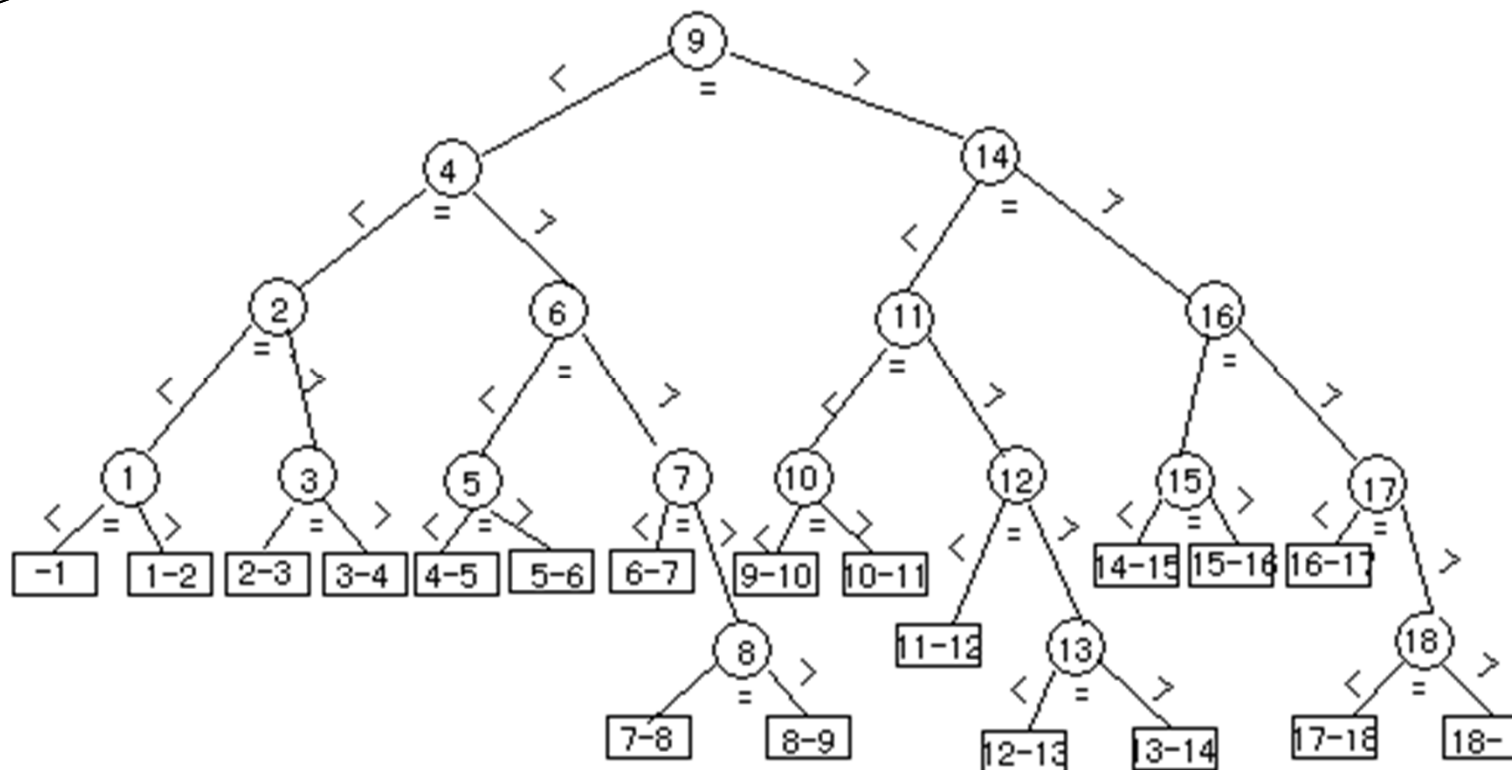 9
< = >
4 14
< = > < = >
2 6 11 16
< = > < = > < = > = >
1 3 5 7 10 12 15 17
< = > = > < = > < = > < = > < = > < = > < = >
-1 1-2 2-3 3-4 4-5 5-6 6-7 9-10 10-11 14-15 15-16 16-17
11-12
8 13 18
= > < = > < = >
7-8 8-9 12-13 13-14 17-18 18-